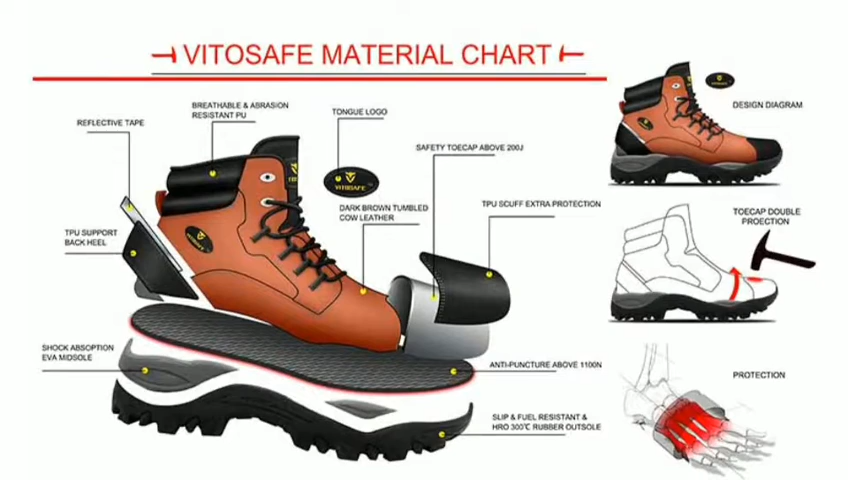 VITOSAFE MATERIAL CHART
BREATHABLE & ABRASION
RESISTANT PU
TONGUE LOGO
REFLECTIVE TAPE
SAFETY TOECAP ABOVE 200J
DESIGN DIAGRAM
VITOSAFE
DARK BROWN TUMBLED
COW LEATHER
TPU SCUFF EXTRA PROTECTION
TOECAP DOUBLE
PROECTION
TPU SUPPORT
BACK HEEL
SHOCK ABSOPTION
EVA MIDSOLE
ANTI-PUNCTURE ABOVE 1100N
PROTECTION
SLIP & FUEL RESISTANT &
HRO 300℃ RUBBER OUTSOLE